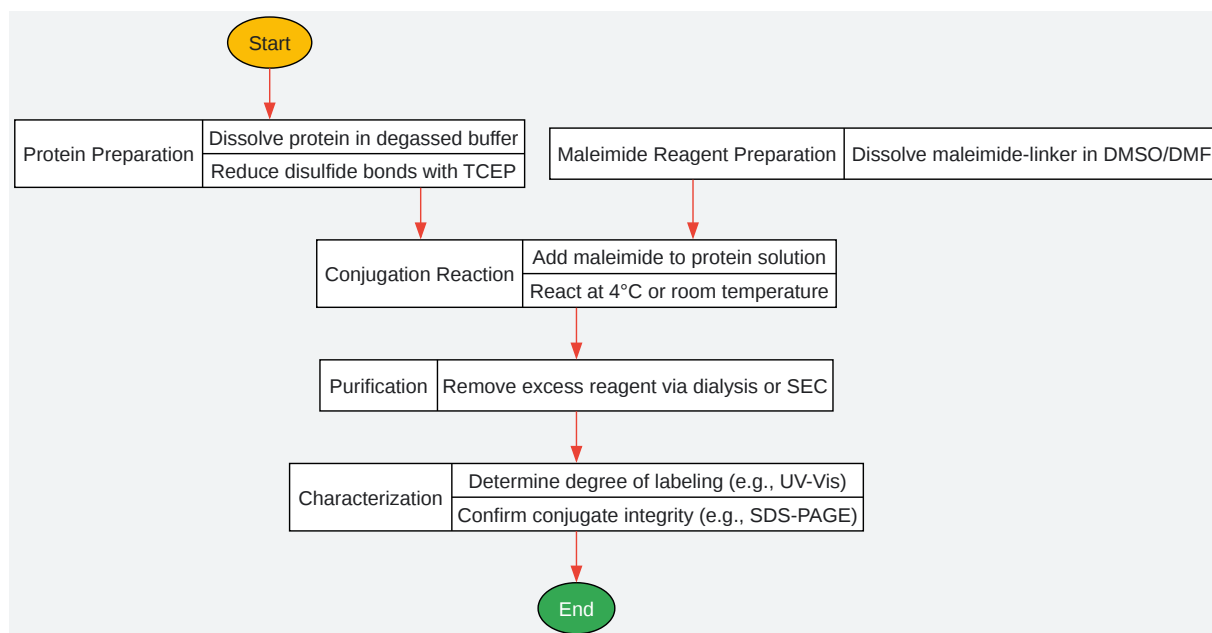 Start
Protein Preparation
Dissolve protein in degassed buffer
Reduce disulfide bonds with TCEP
Maleimide Reagent Preparation
Dissolve maleimide-linker in DMSO/DMF
Conjugation Reaction
Add maleimide to protein solution
React at 4°C or room temperature
Purification
Remove excess reagent via dialysis or SEC
Characterization
Determine degree of labeling (e.g., UV-Vis)
Confirm conjugate integrity (e.g., SDS-PAGE)
End